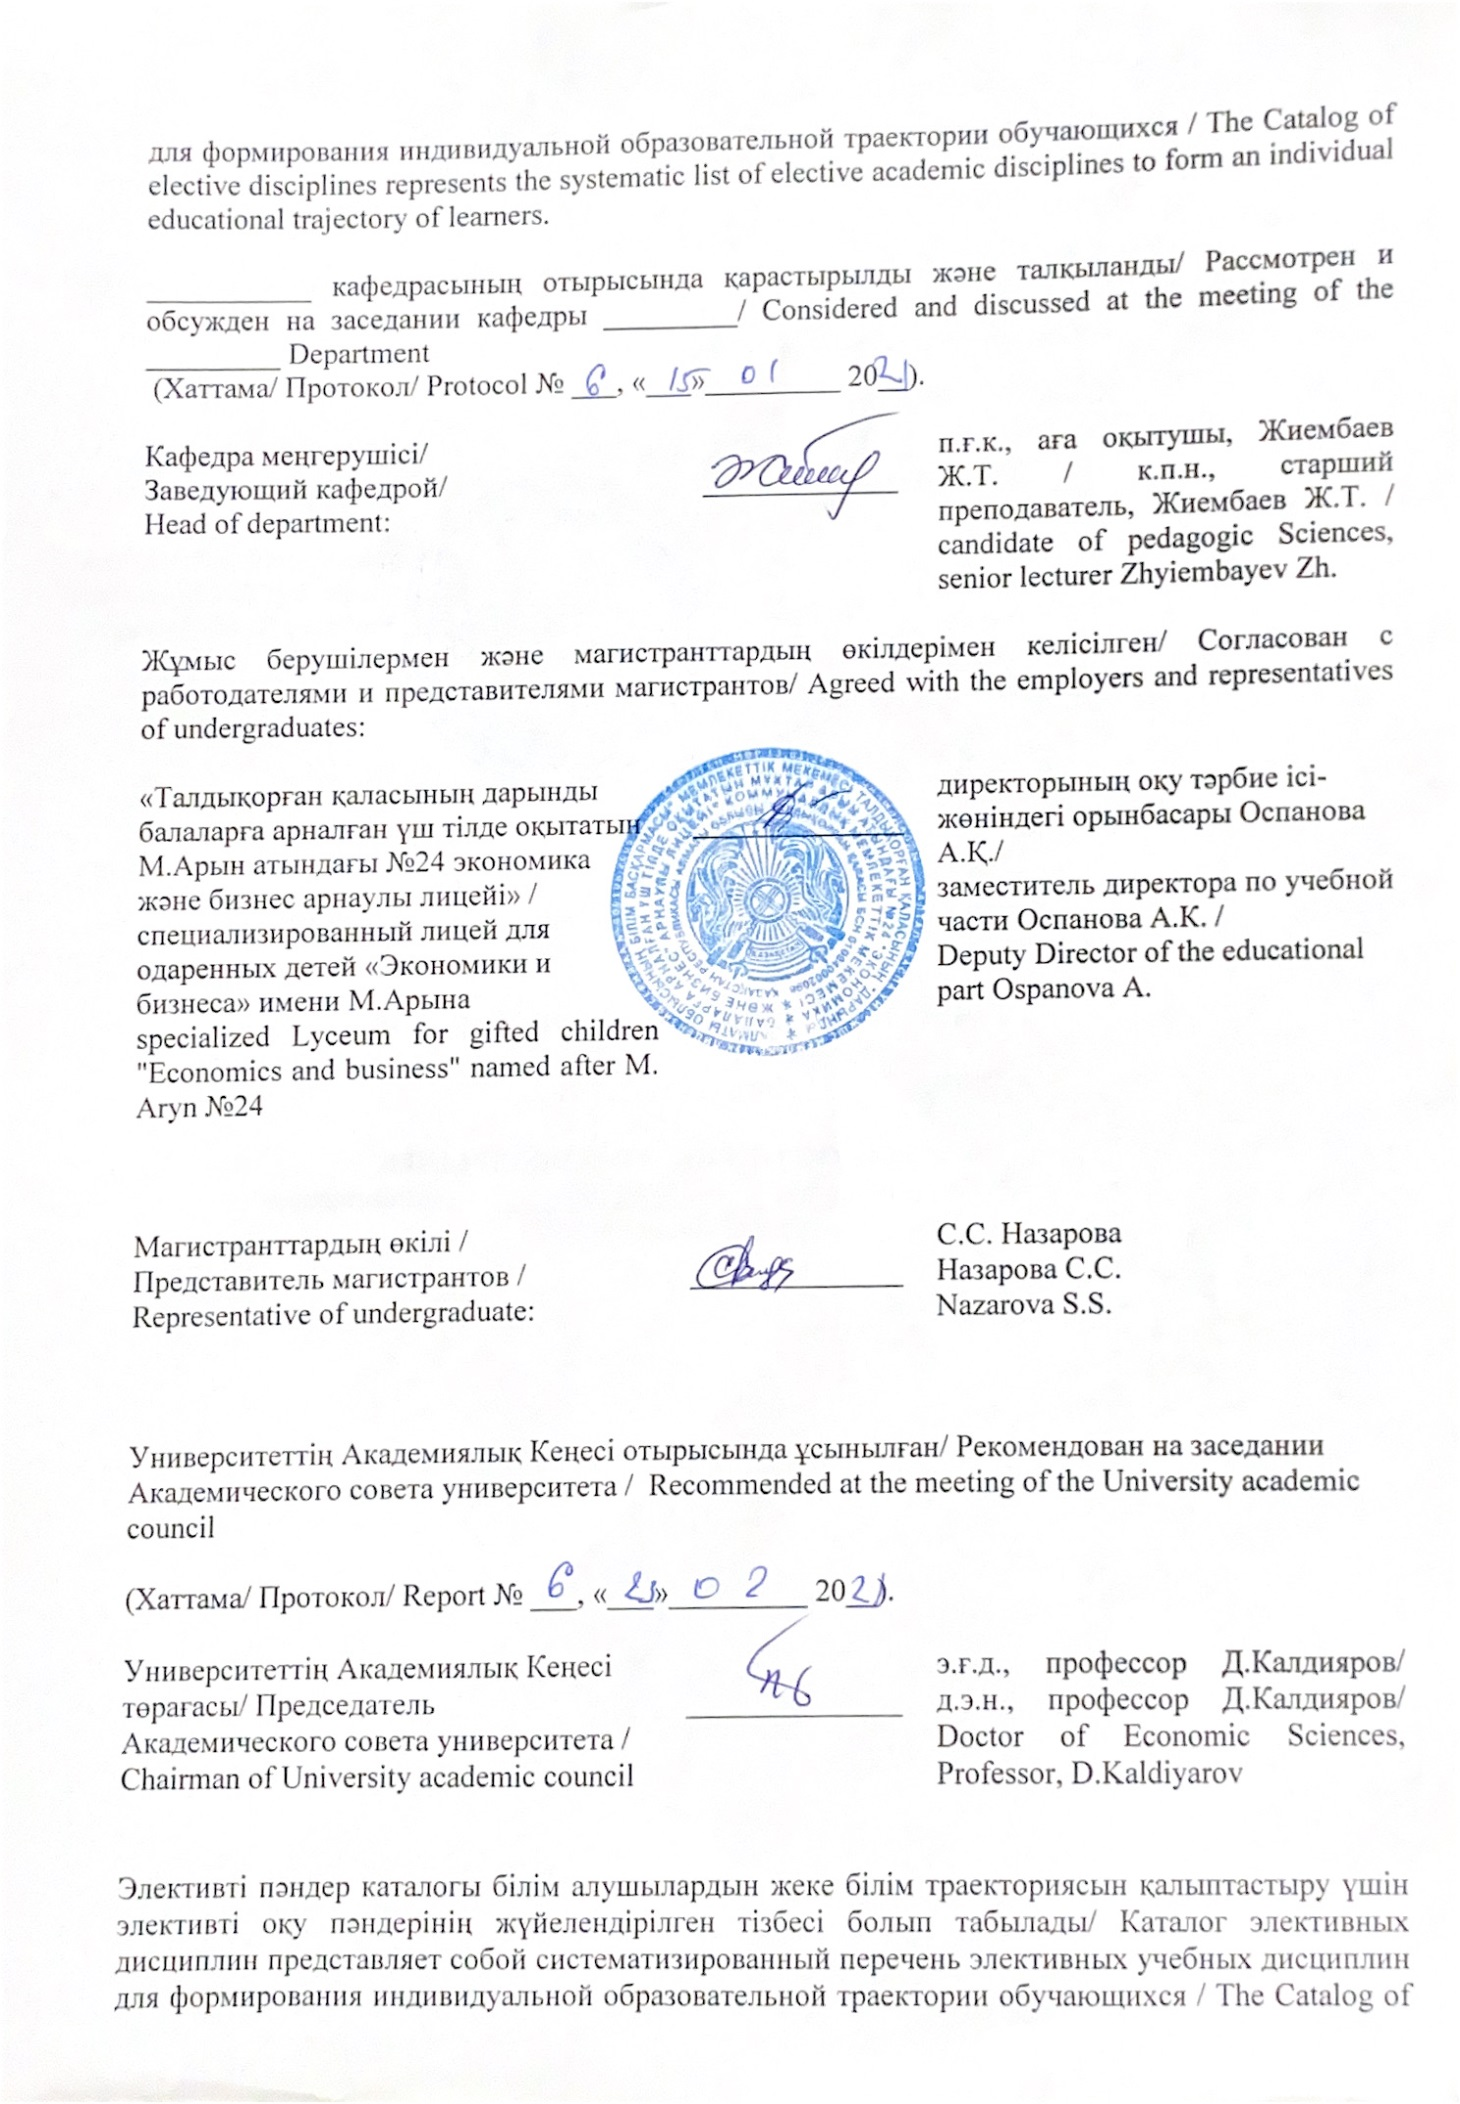 для формирования индивидуальной образовательной траектории обучающихся / The Catalog of
elective disciplines represents the systematic list of elective academic disciplines to form an individual
educational trajectory of learners.
____________ кафедрасының отырысында қарастырылды және талқыланды/ Рассмотрен и
обсужден на заседании кафедры __________/ Considered and discussed at the meeting of the
__________ Department
(Хаттама/ Протокол/ Protocol № 6, «15» 01 2021).
Кафедра меңгерушісі/
Заведующий кафедрой/
Head of department:
п.ғ.к., аға оқытушы, Жиембаев
Ж.Т. / к.п.н., старший
преподаватель, Жиембаев Ж.Т. /
candidate of pedagogic Sciences,
senior lecturer Zhyiembayev Zh.
Жұмыс берушілермен және магистранттардың өкілдерімен келісілген/ Согласован с
работодателями и представителями магистрантов/ Agreed with the employers and representatives
of undergraduates:
«Талдықорған қаласының дарынды
балаларға арналған үш тілде оқытатын
М.Арын атындағы №24 экономика
және бизнес арнаулы лицейі» /
специализированный лицей для
одаренных детей «Экономики и
бизнеса» имени М.Арына
specialized Lyceum for gifted children
"Economics and business" named after M.
Aryn №24
директорының оқу тәрбие ісі-
жөніндегі орынбасары Оспанова
А.Қ./
заместитель директора по учебной
части Оспанова А.К. /
Deputy Director of the educational
part Ospanova A.
Магистранттардың өкілі /
Представитель магистрантов /
Representative of undergraduate:
С.С. Назарова
Назарова С.С.
Nazarova S.S.
Университеттің Академиялық Кеңесі отырысында ұсынылған/ Рекомендован на заседании
Академического совета университета / Recommended at the meeting of the University academic
council
(Хаттама/ Протокол/ Report № 6, «» 02 2021).
Университеттің Академиялық Кеңесі
төрағасы/ Председатель
Академического совета университета /
Chairman of University academic council
э.ғ.д., профессор Д.Калдияров/
д.э.н., профессор Д.Калдияров/
Doctor of Economic Sciences,
Professor, D.Kaldiyarov
Элективті пәндер каталогы білім алушылардын жеке білім траекториясын қалыптастыру үшін
элективті оқу пәндерінің жүйелендірілген тізбесі болып табылады/ Каталог элективных
дисциплин представляет собой систематизированный перечень элективных учебных дисциплин
для формирования индивидуальной образовательной траектории обучающихся / The Catalog of